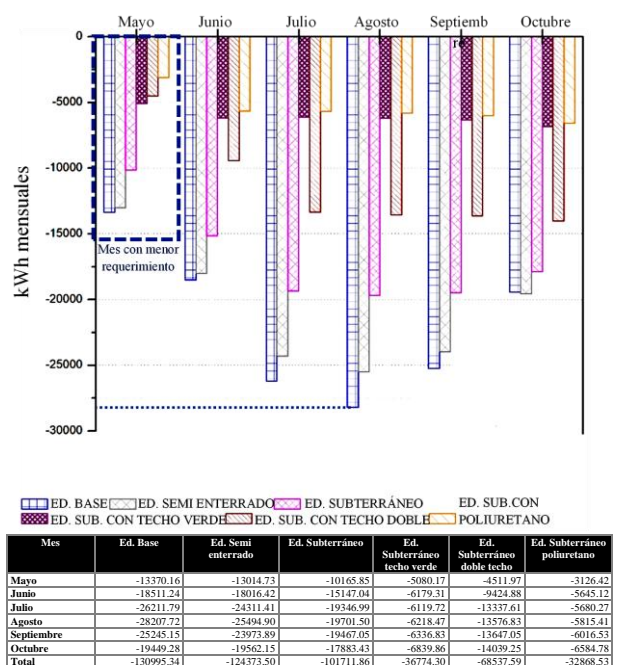 Mayo Junio Julio Agosto Septiembre Octubre
0
-5000
-10000
-15000
-20000
-25000
-30000
kWh mensuales
Mes con menor
requerimiento
ED. BASE ED. SEMI ENTERRADO ED. SUBTERRÁNEO ED. SUB.CON
ED. SUB. CON TECHO VERDE ED. SUB. CON TECHO DOBLE POLIURETANO
Mes Ed. Base Ed. Semi enterrado Ed. Subterráneo Ed. Subterráneo techo verde Ed. Subterráneo doble techo Ed. Subterráneo poliuretano
Mayo -13370.16 -13014.73 -10165.85 -5080.17 -4511.97 -3126.42
Junio -18511.24 -18016.42 -15147.04 -6179.31 -9424.88 -5645.12
Julio -26211.79 -24311.41 -19346.99 -6119.72 -13337.61 -5680.27
Agosto -28207.72 -25494.90 -19701.50 -6218.47 -13576.83 -5815.41
Septiembre -25245.15 -23973.89 -19467.05 -6336.83 -13647.05 -6016.53
Octubre -19449.28 -19562.15 -17883.43 -6839.86 -14039.25 -6584.78
Total -130995.34 -124373.50 -101711.86 -36774.30 -68537.59 -32868.53